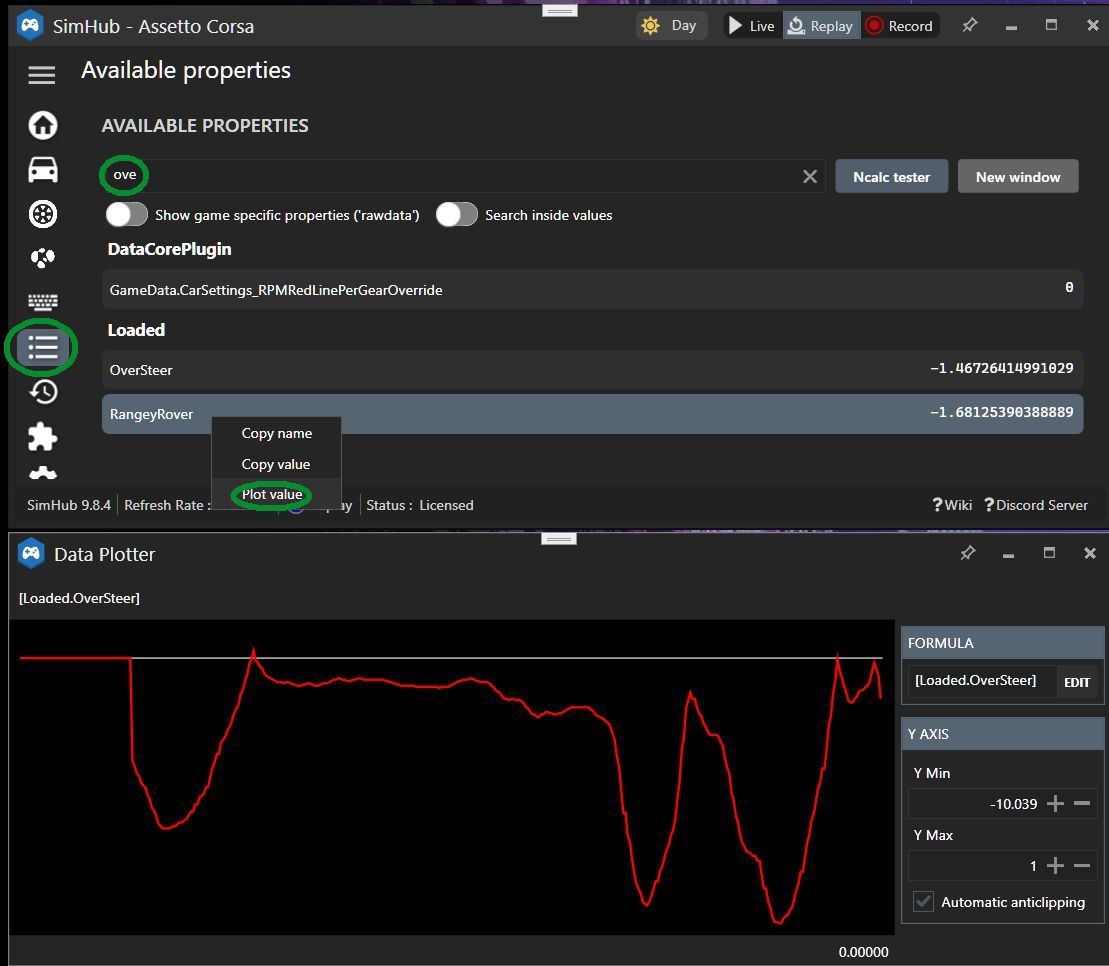 SimHub - Assetto Corsa
Day
Live
Replay
Record
Available properties
AVAILABLE PROPERTIES
ove
Ncalc tester
New window
Show game specific properties ('rawdata')
Search inside values
DataCorePlugin
GameData.CarSettings_RPMRedLinePerGearOverride
0
Loaded
OverSteer
-1.46726414991029
RangeyRover
-1.68125390388889
Copy name
Copy value
Plot value
SimHub 9.8.4
Refresh Rate :
Status : Licensed
?Wiki
?Discord Server
Data Plotter
[Loaded.OverSteer]
FORMULA
[Loaded.OverSteer]
EDIT
Y AXIS
Y Min
-10.039
Y Max
1
Automatic anticlipping
0.00000